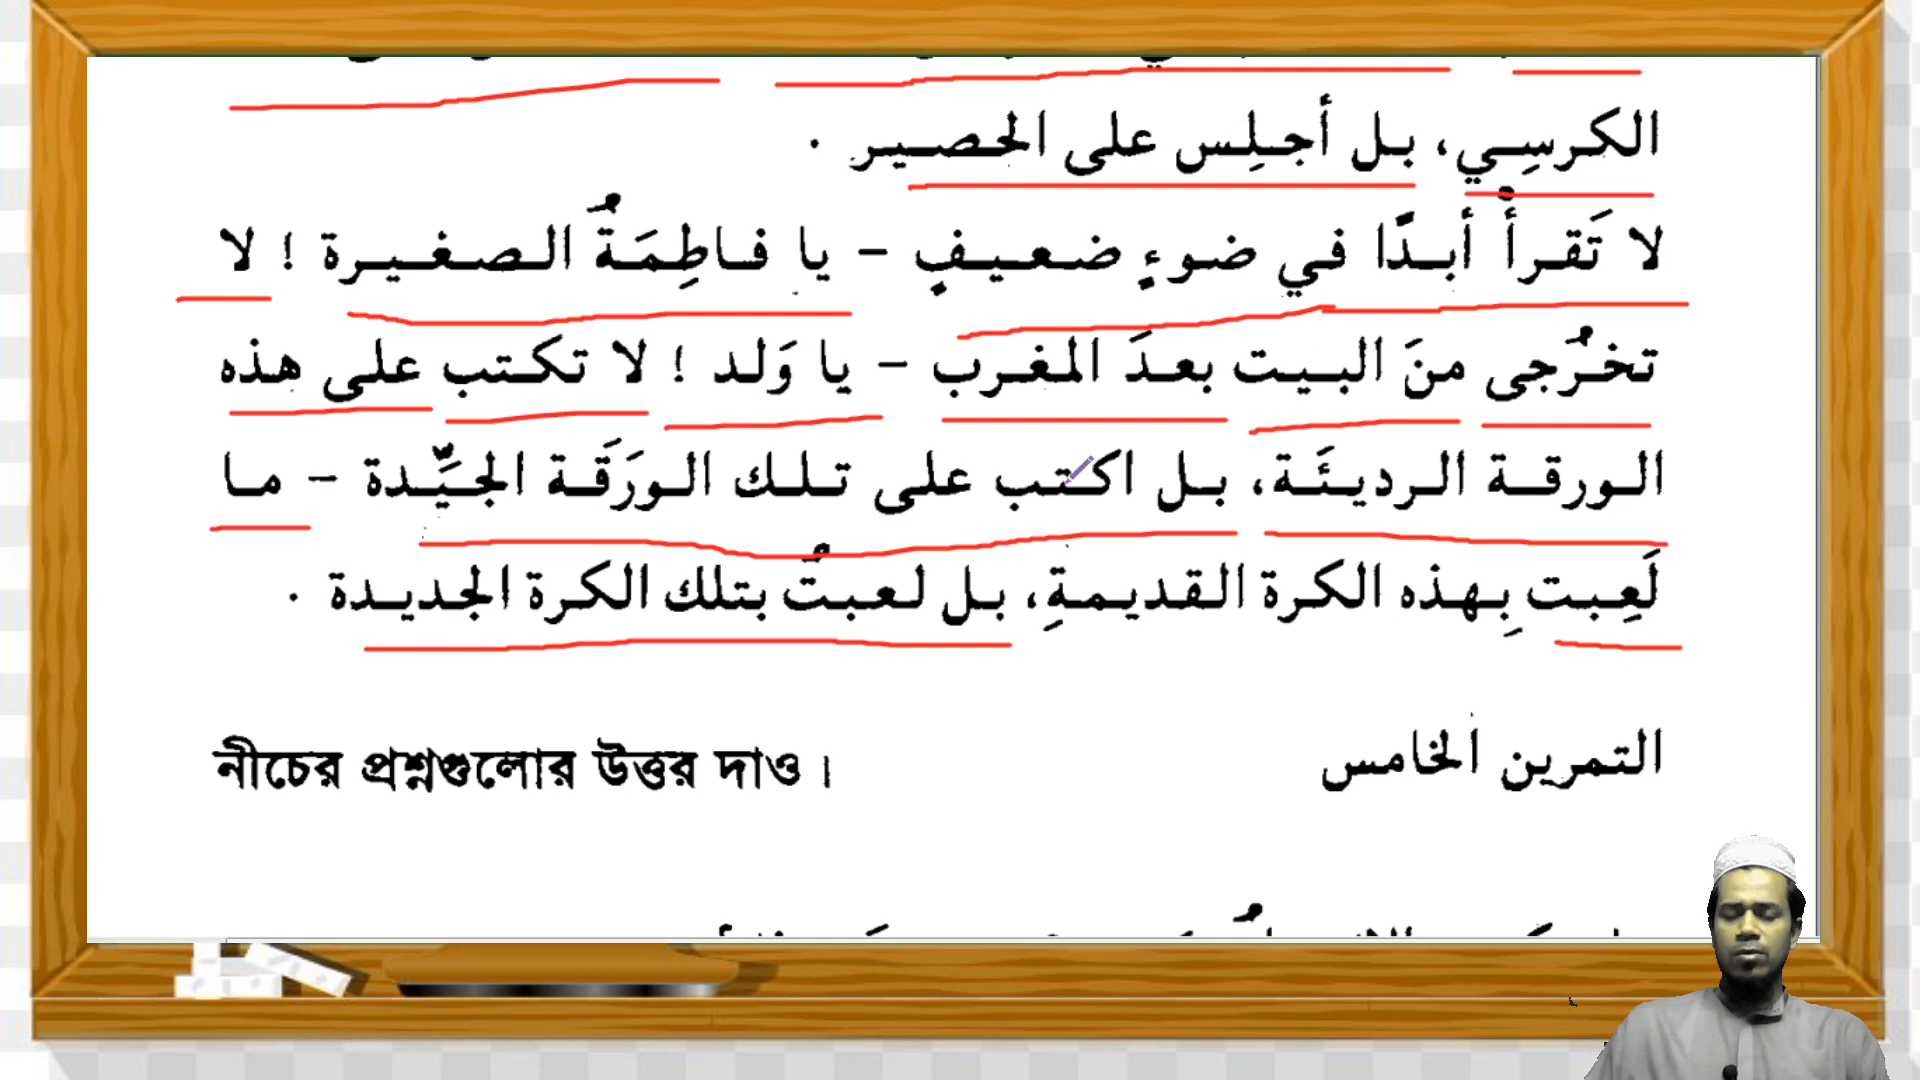 الكرسِي، بل أجلِس على الحصير .
لا تَقرأْ أبدًا في ضوءٍ ضعيفٍ – يا فاطِمَةُ الصغيرة ! لا
تخرُجى منَ البيت بعدَ المغرب – يا وَلد ! لا تكتب على هذه
الورقة الرديئَة، بل اكتب على تلك الورَقَة الجيِّدة – ما
لَعِبت بِهذه الكرة القديمةِ، بل لعبتُ بتلك الكرة الجديدة .
التمرين الخامس
নীচের প্রশ্নগুলোর উত্তর দাও।